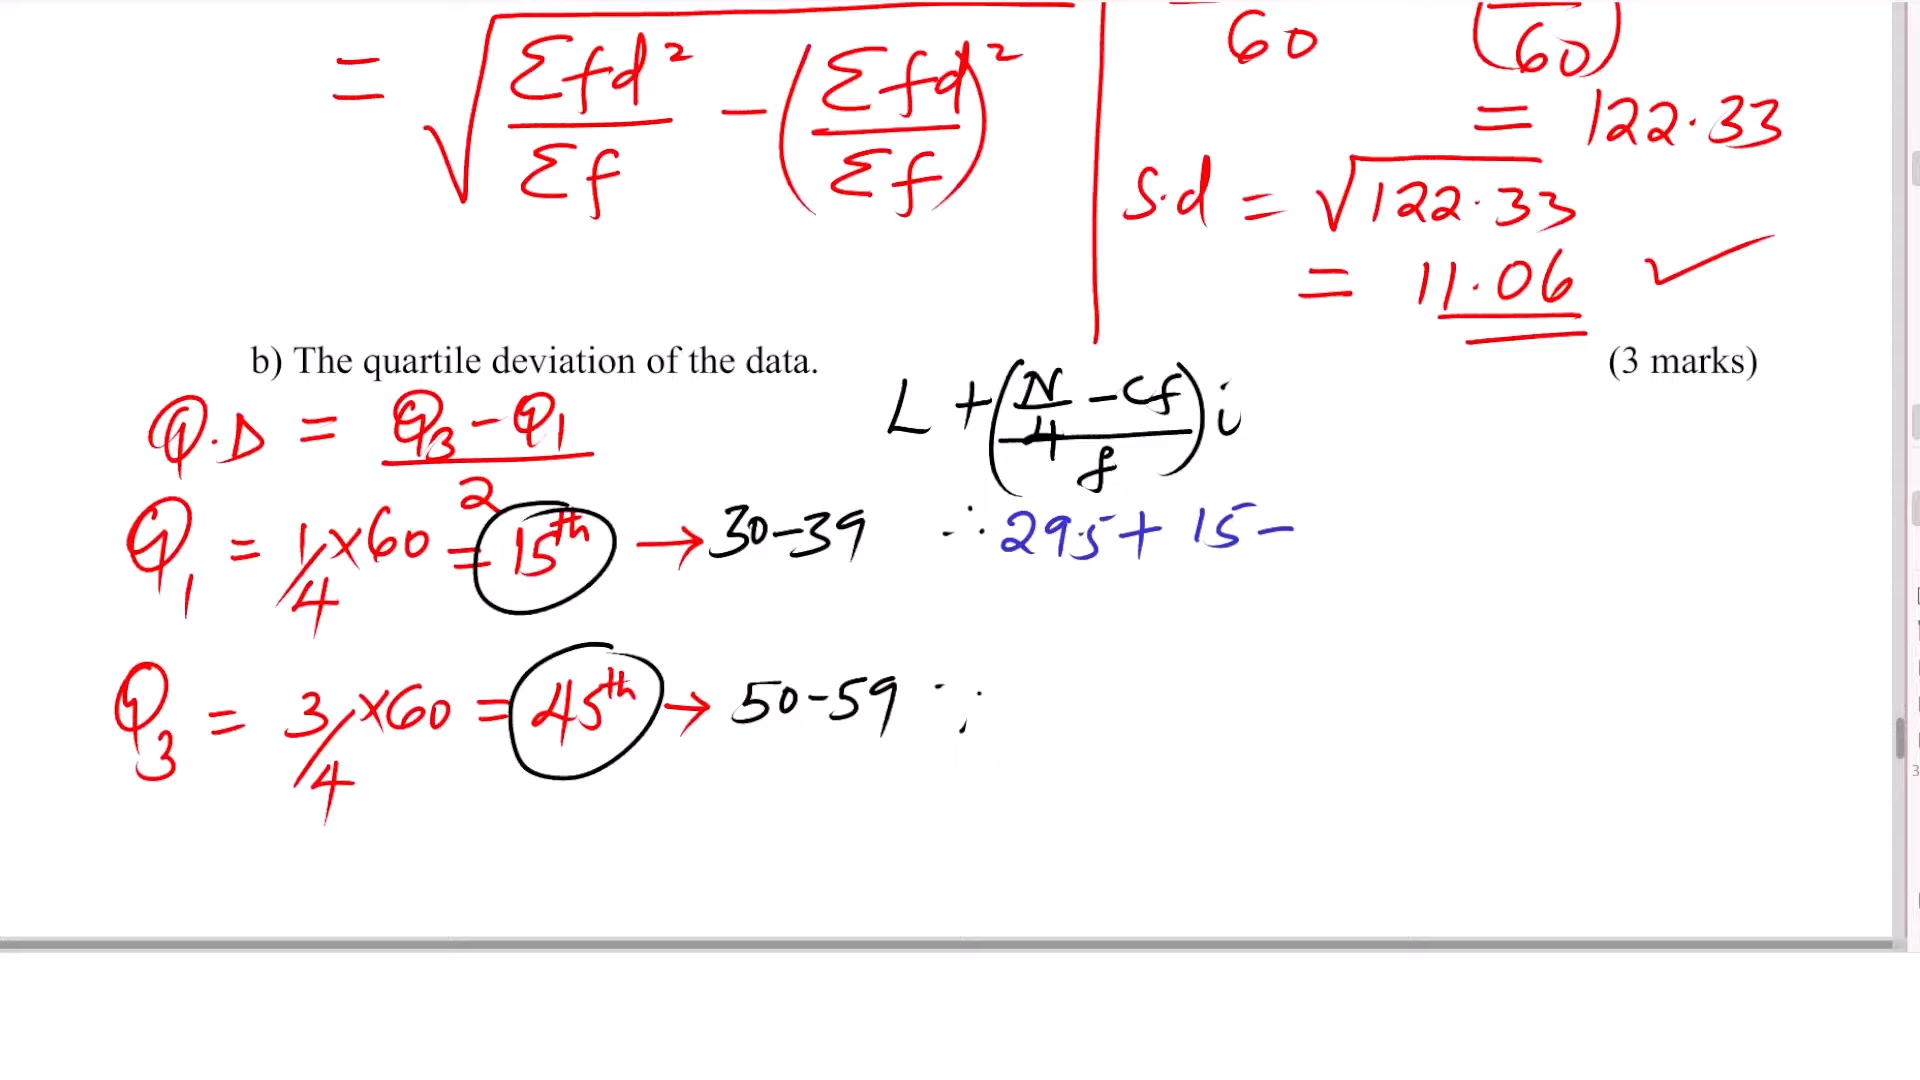 = √(Σfd²/Σf - (Σfd/Σf)²
60 (60)
= 122.33
S.d = √122.33
= 11.06 ✓
b) The quartile deviation of the data. (3 marks)
Q.D = Q₃ - Q₁ / 2
L + (N/4 - Cf / f) i
Q₁ = 1/4 × 60 = 15th → 30-39 ∴ 29.5 + 15 -
Q₃ = 3/4 × 60 = 45th → 50-59